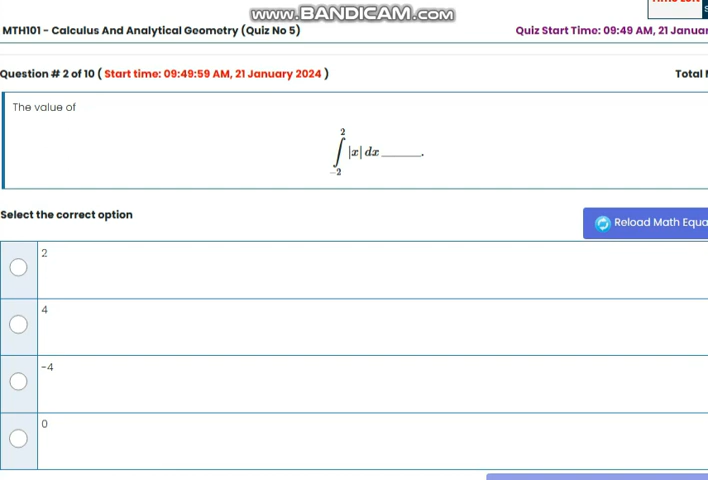 www.BANDICAM.com
MTH101 - Calculus And Analytical Geometry (Quiz No 5)
Quiz Start Time: 09:49 AM, 21 Januar
Question # 2 of 10 ( Start time: 09:49:59 AM, 21 January 2024 )
Total
The value of
∫₋₂² |x| dx ______.
Select the correct option
Reload Math Equa
2
4
-4
0